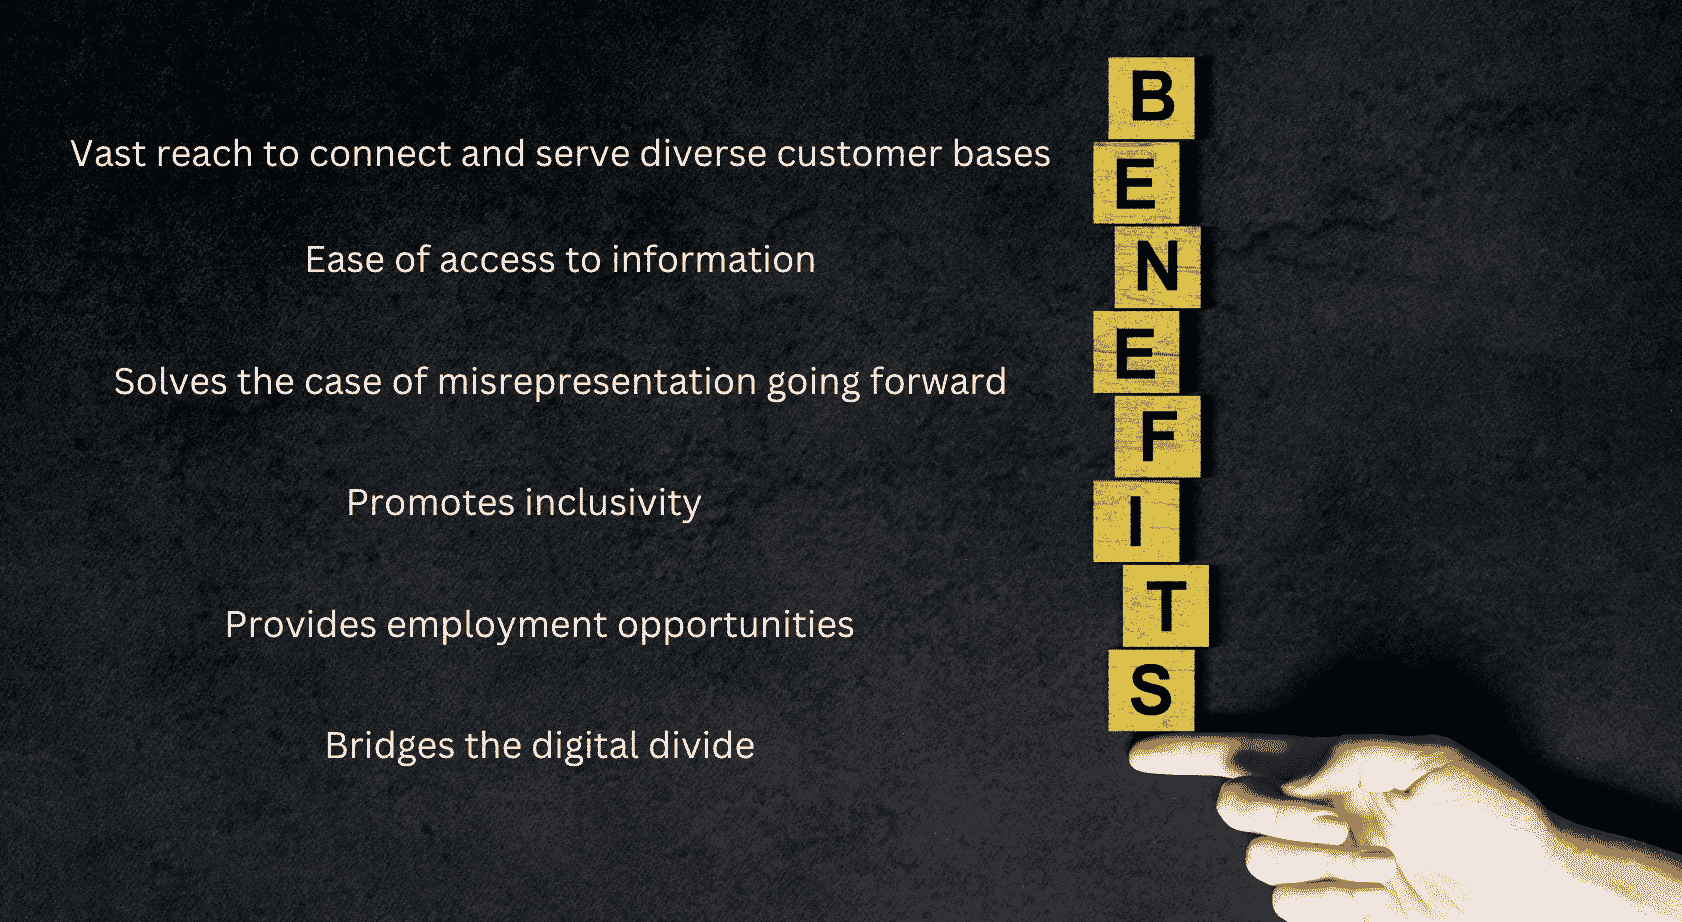 Vast reach to connect and serve diverse customer bases
Ease of access to information
Solves the case of misrepresentation going forward
Promotes inclusivity
Provides employment opportunities
Bridges the digital divide
B
E
N
E
F
I
T
S